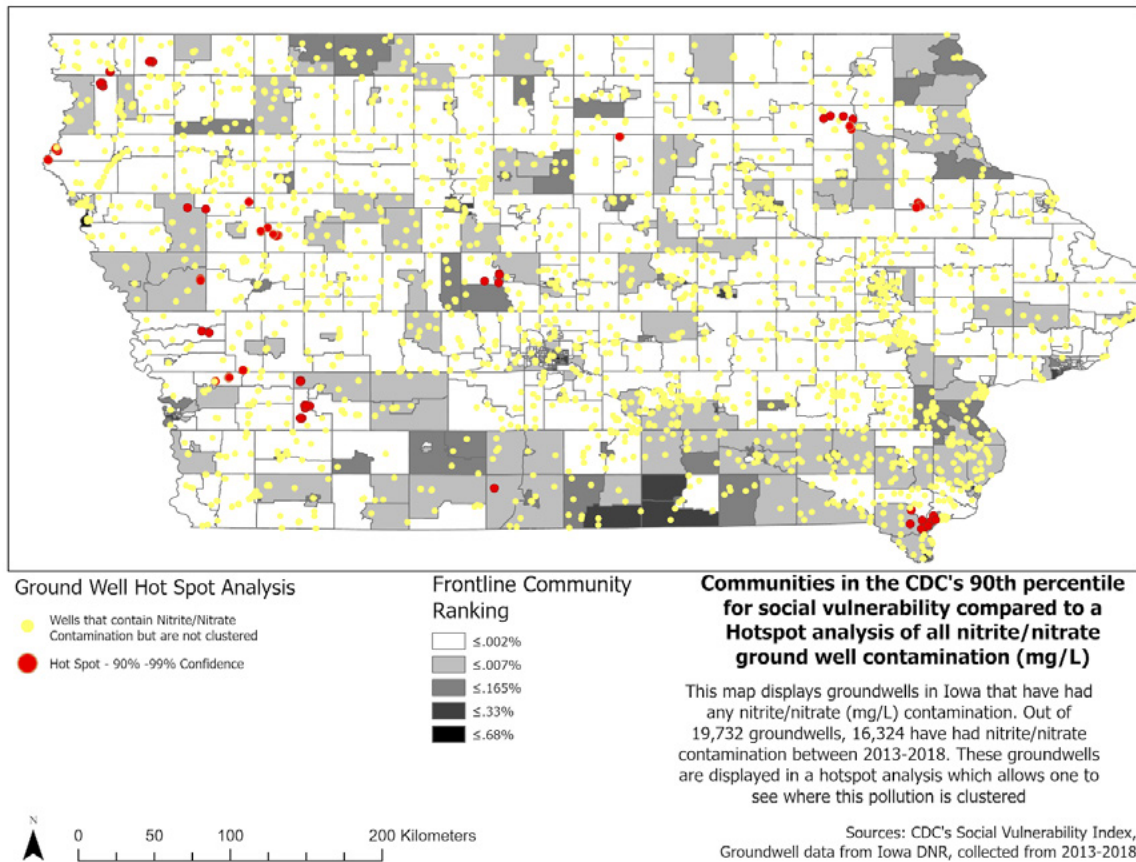 Ground Well Hot Spot Analysis
Wells that contain Nitrite/Nitrate
Contamination but are not clustered
Hot Spot - 90% -99% Confidence
Frontline Community
Ranking
≤.002%
≤.007%
≤.165%
≤.33%
≤.68%
Communities in the CDC's 90th percentile
for social vulnerability compared to a
Hotspot analysis of all nitrite/nitrate
ground well contamination (mg/L)
This map displays groundwells in Iowa that have had
any nitrite/nitrate (mg/L) contamination. Out of
19,732 groundwells, 16,324 have had nitrite/nitrate
contamination between 2013-2018. These groundwells
are displayed in a hotspot analysis which allows one to
see where this pollution is clustered
N
0 50 100 200 Kilometers
Sources: CDC's Social Vulnerability Index,
Groundwell data from Iowa DNR, collected from 2013-2018